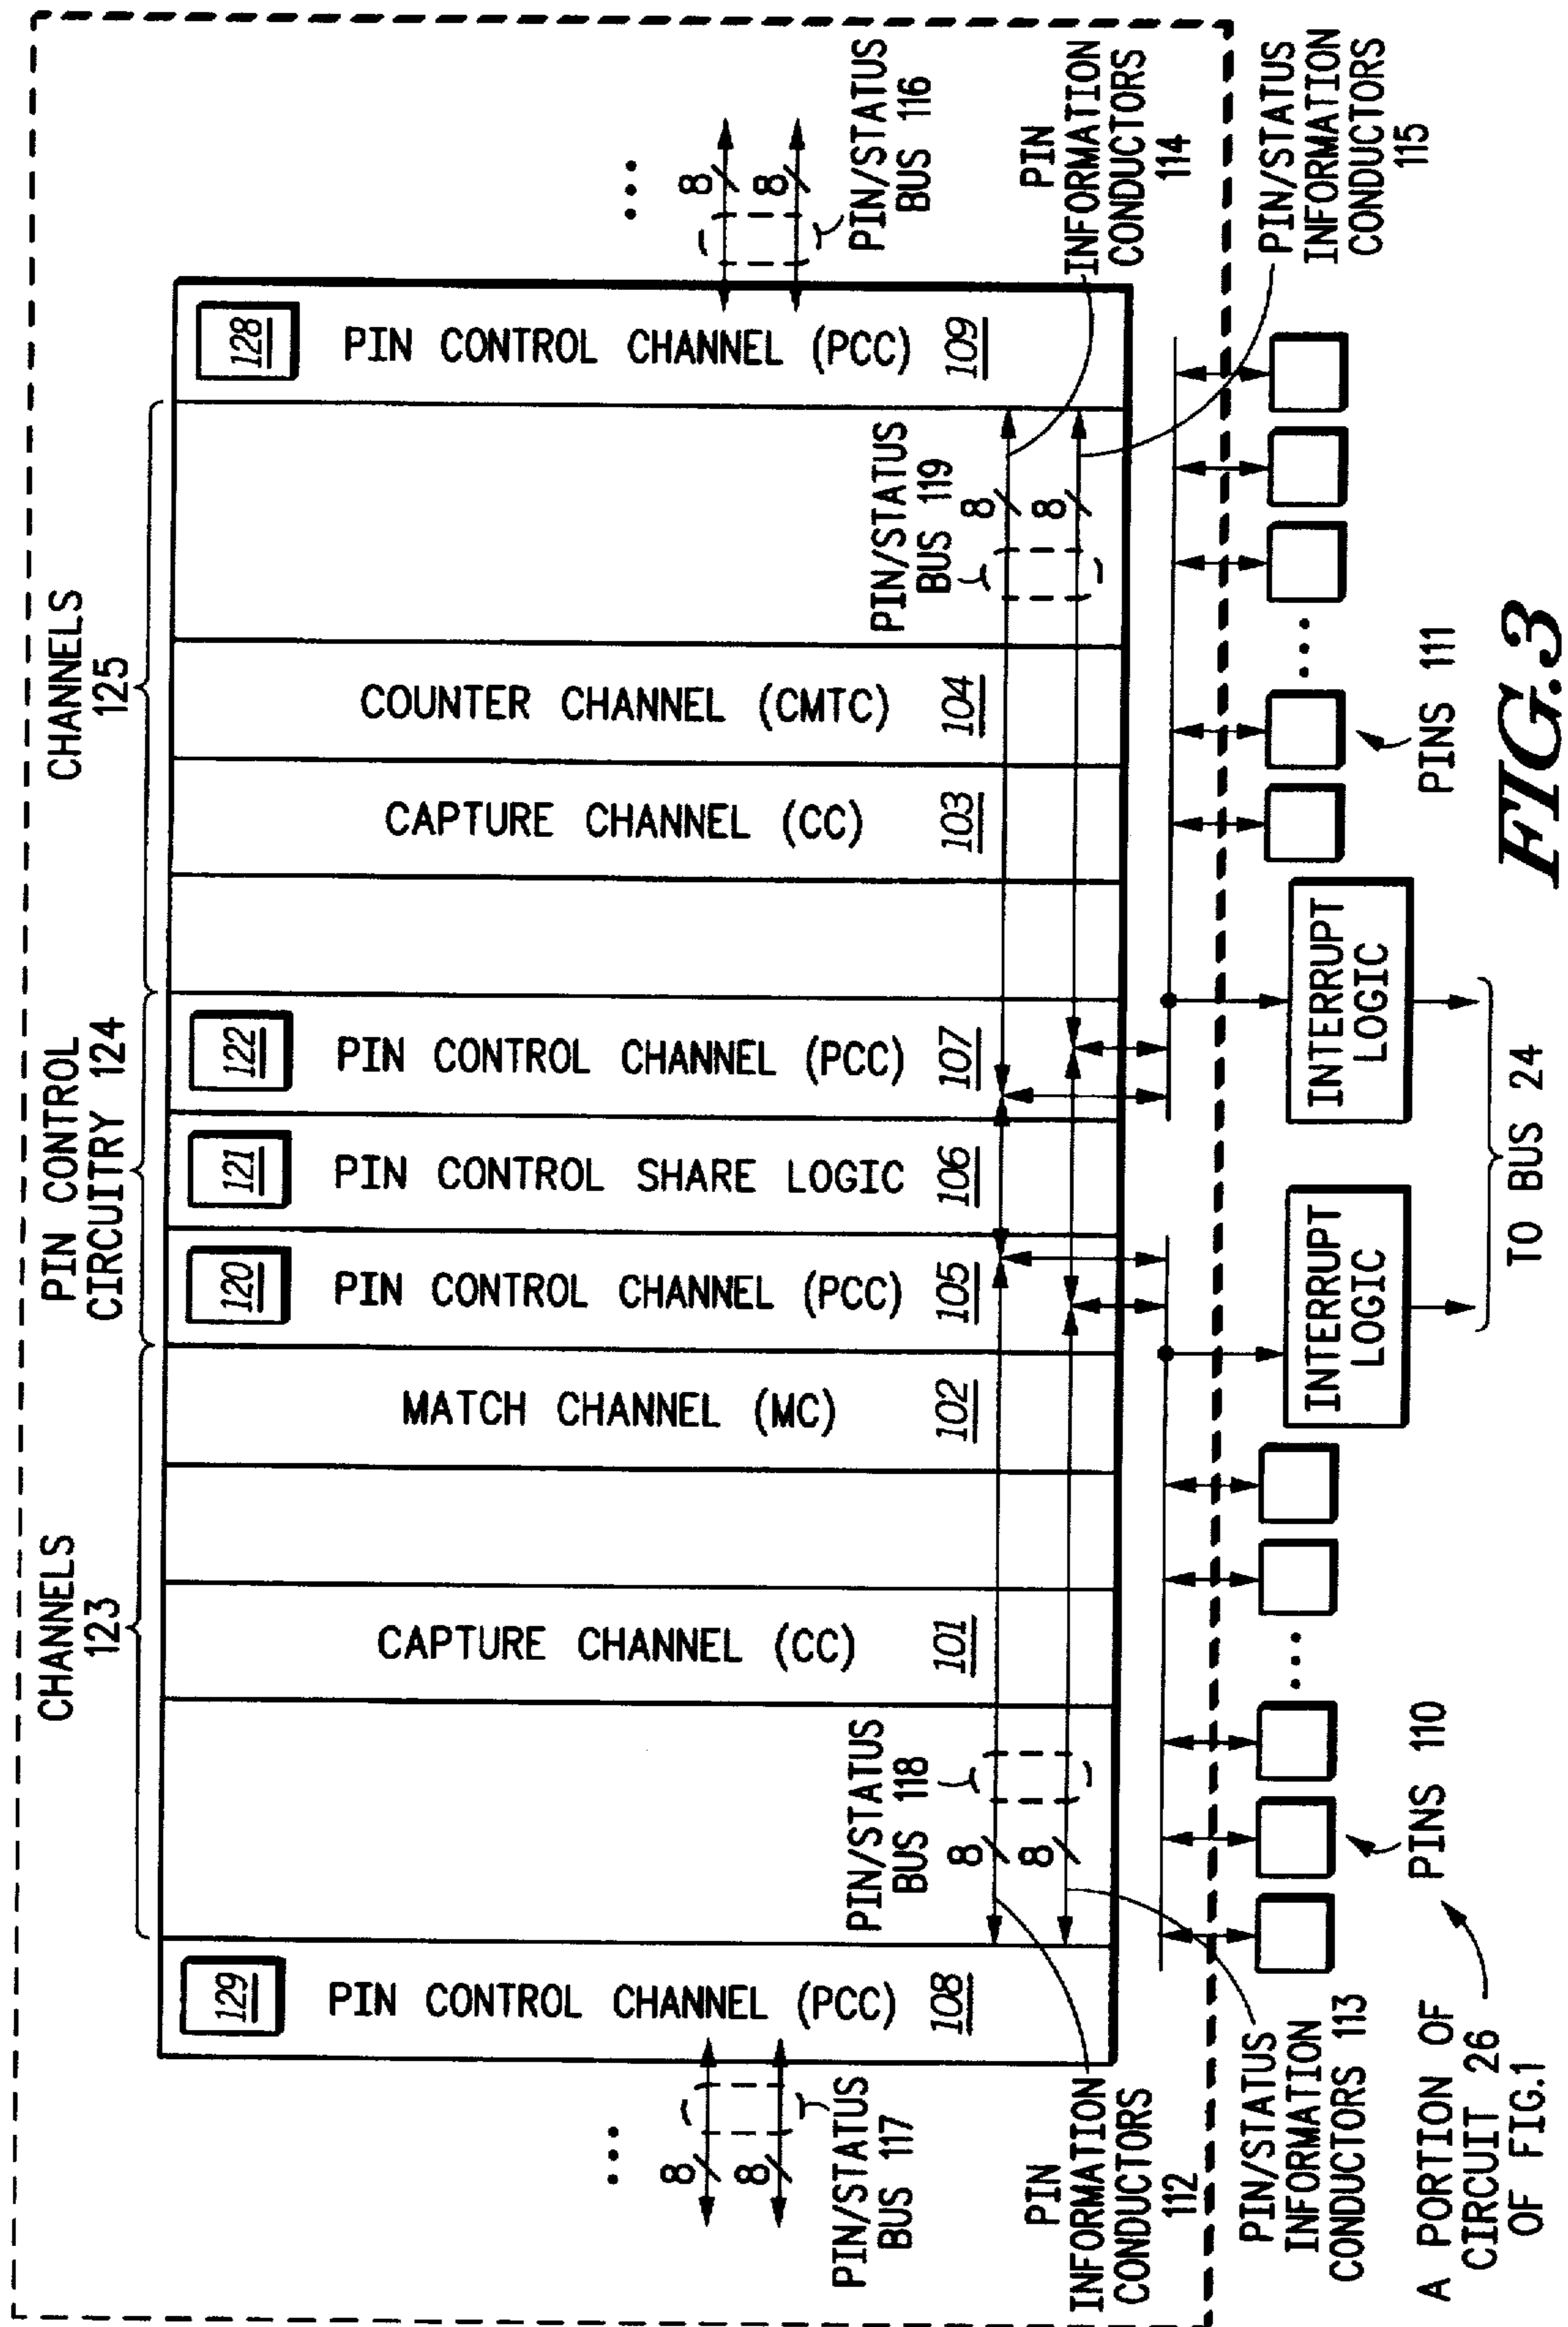 CHANNELS
123
PIN CONTROL
CIRCUITRY 124
CHANNELS
125
129
PIN CONTROL CHANNEL (PCC) 108
CAPTURE CHANNEL (CC) 101
MATCH CHANNEL (MC) 102
120
PIN CONTROL CHANNEL (PCC) 105
121
PIN CONTROL SHARE LOGIC 106
122
PIN CONTROL CHANNEL (PCC) 107
CAPTURE CHANNEL (CC) 103
COUNTER CHANNEL (CMTC) 104
128
PIN CONTROL CHANNEL (PCC) 109
...
8
8
PIN/STATUS
BUS 117
PIN/STATUS
BUS 118
8
8
PIN/STATUS
BUS 119
8
8
...
8
8
PIN/STATUS
BUS 116
PIN
INFORMATION
CONDUCTORS
112
PIN/STATUS
INFORMATION
CONDUCTORS 113
PIN
INFORMATION
CONDUCTORS
114
PIN/STATUS
INFORMATION
CONDUCTORS
115
...
PINS 110
INTERRUPT
LOGIC
INTERRUPT
LOGIC
TO BUS 24
...
PINS 111
A PORTION OF
CIRCUIT 26
OF FIG.1
FIG.3